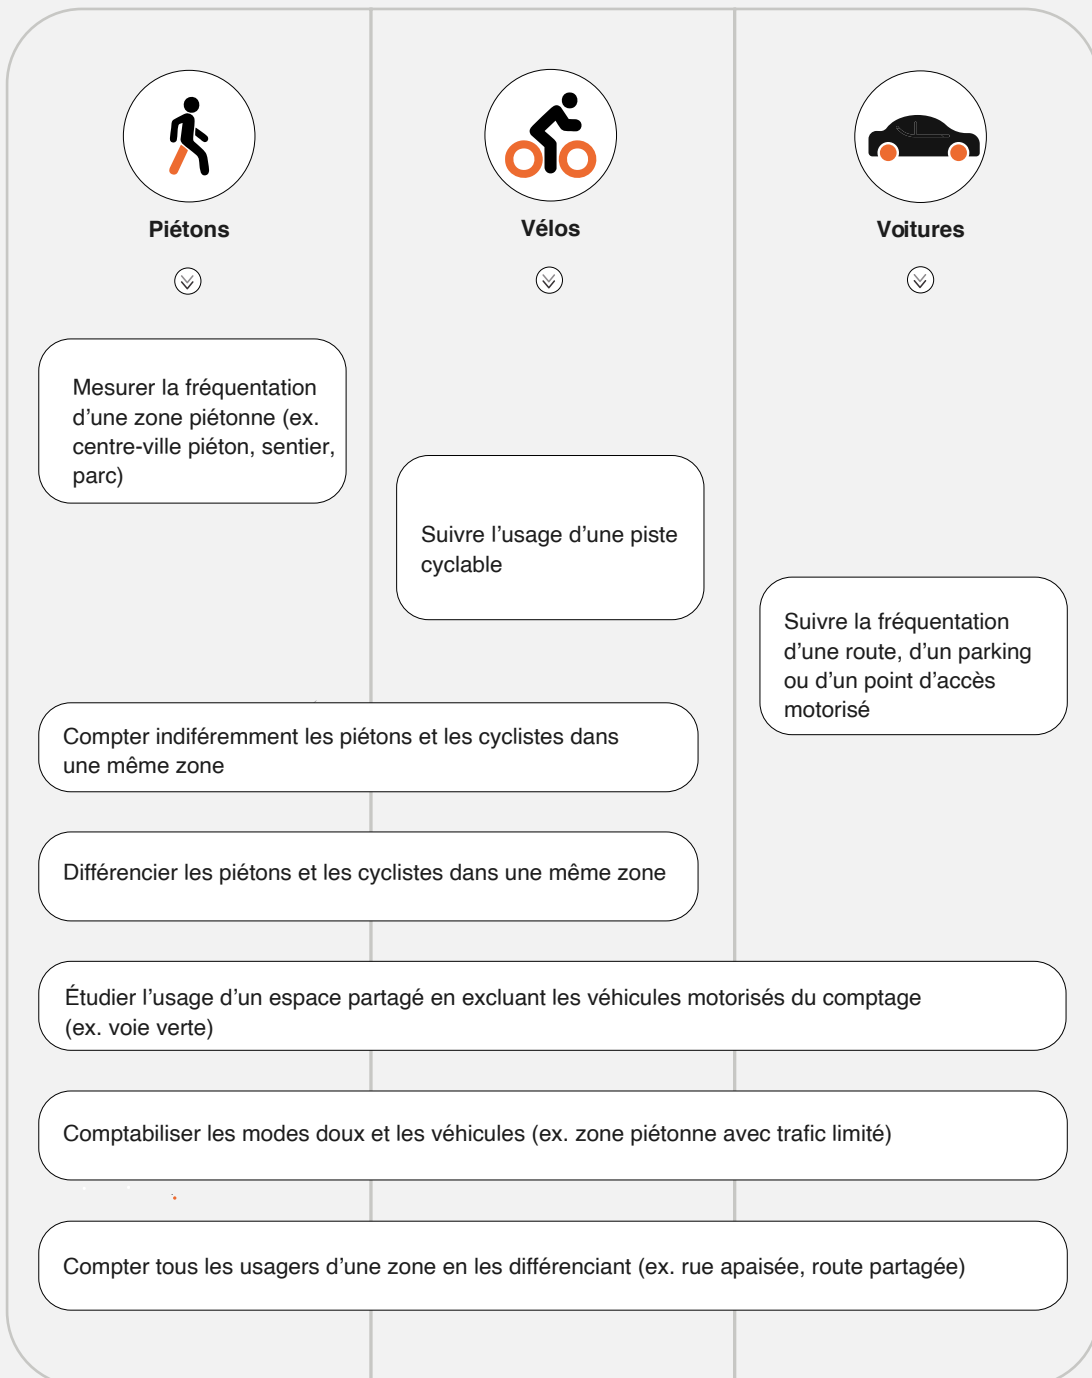 Piétons
Vélos
Voitures
Mesurer la fréquentation
d’une zone piétonne (ex.
centre-ville piéton, sentier,
parc)
Suivre l’usage d’une piste
cyclable
Suivre la fréquentation
d’une route, d’un parking
ou d’un point d’accès
motorisé
Compter indiféremment les piétons et les cyclistes dans
une même zone
Différencier les piétons et les cyclistes dans une même zone
Étudier l’usage d’un espace partagé en excluant les véhicules motorisés du comptage
(ex. voie verte)
Comptabiliser les modes doux et les véhicules (ex. zone piétonne avec trafic limité)
Compter tous les usagers d’une zone en les différenciant (ex. rue apaisée, route partagée)